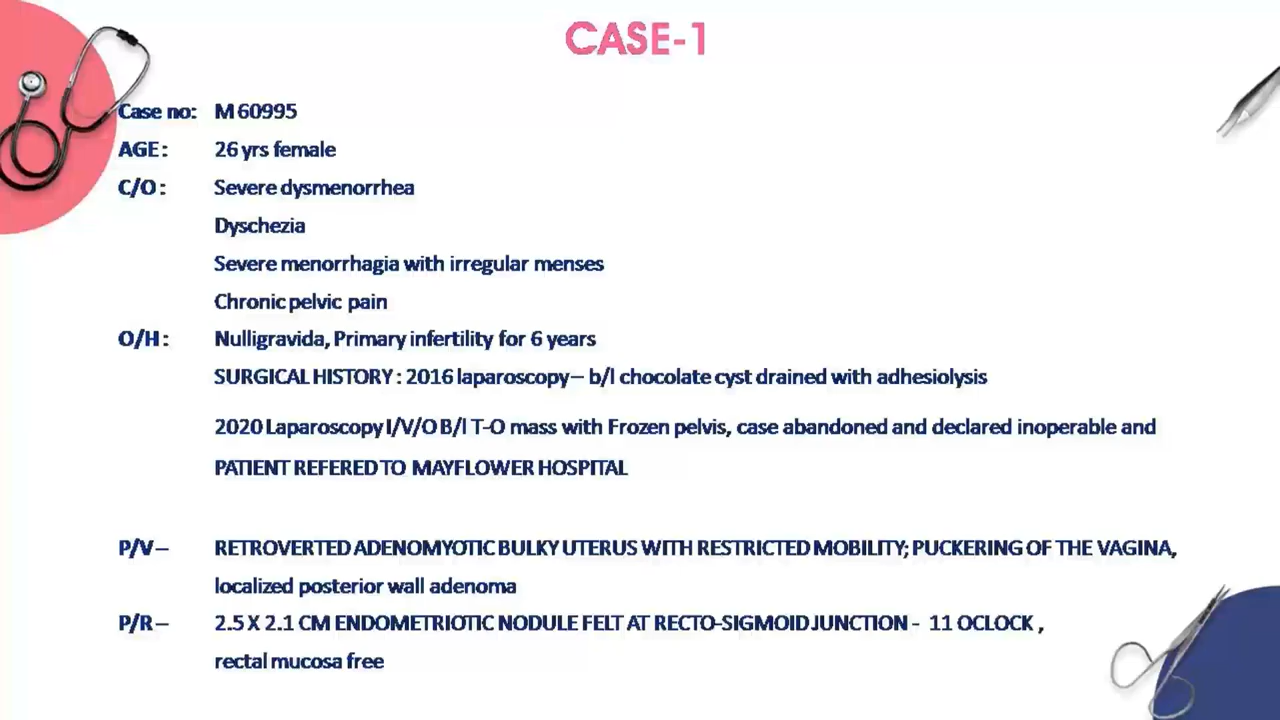 CASE-1
Case no: M 60995
AGE : 26 yrs female
C/O : Severe dysmenorrhea
Dyschezia
Severe menorrhagia with irregular menses
Chronic pelvic pain
O/H : Nulligravida, Primary infertility for 6 years
SURGICAL HISTORY : 2016 laparoscopy– b/l chocolate cyst drained with adhesiolysis
2020 Laparoscopy I/V/O B/l T-O mass with Frozen pelvis, case abandoned and declared inoperable and
PATIENT REFERED TO MAYFLOWER HOSPITAL
P/V – RETROVERTED ADENOMYOTIC BULKY UTERUS WITH RESTRICTED MOBILITY; PUCKERING OF THE VAGINA,
localized posterior wall adenoma
P/R – 2.5 X 2.1 CM ENDOMETRIOTIC NODULE FELT AT RECTO-SIGMOID JUNCTION - 11 OCLOCK ,
rectal mucosa free